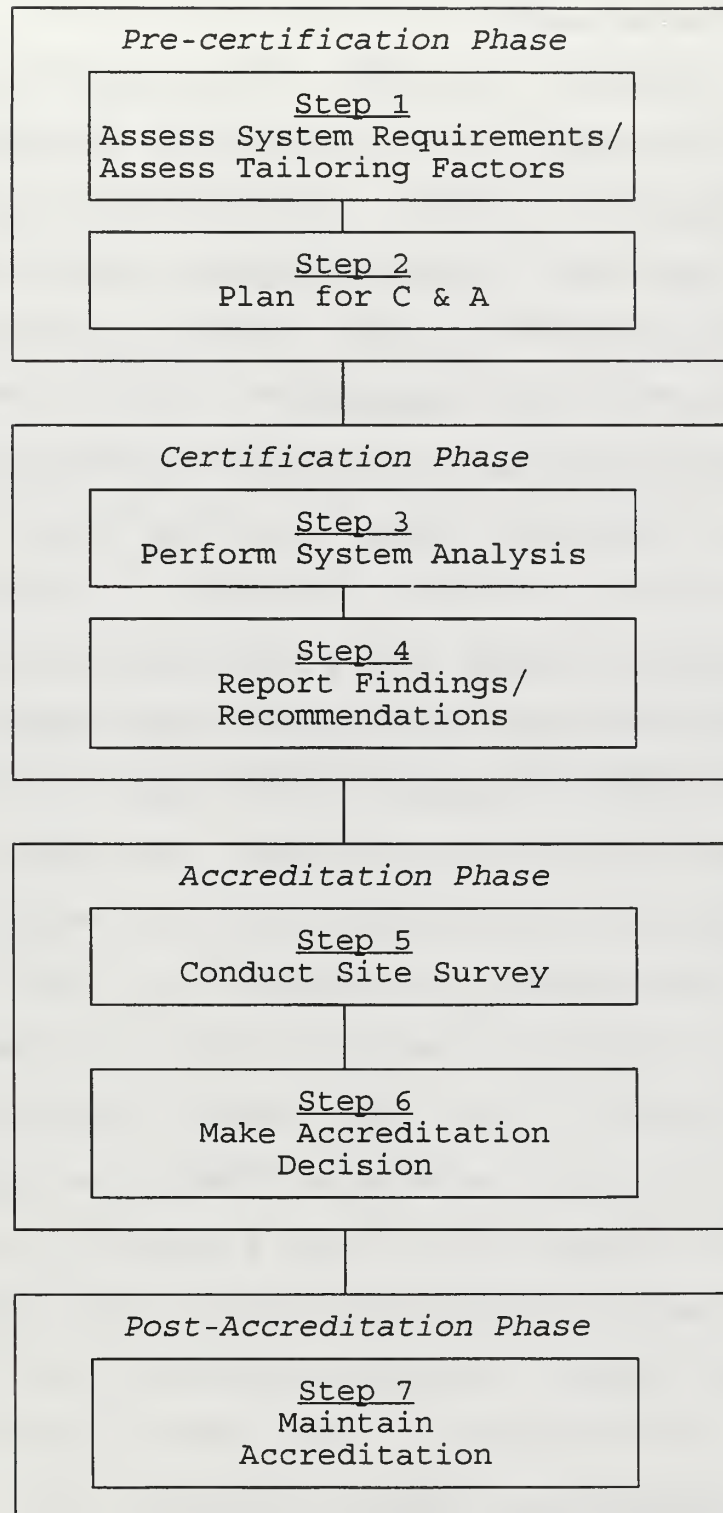 Pre-certification Phase
Step 1
Assess System Requirements/
Assess Tailoring Factors
Step 2
Plan for C & A
Certification Phase
Step 3
Perform System Analysis
Step 4
Report Findings/
Recommendations
Accreditation Phase
Step 5
Conduct Site Survey
Step 6
Make Accreditation
Decision
Post-Accreditation Phase
Step 7
Maintain
Accreditation